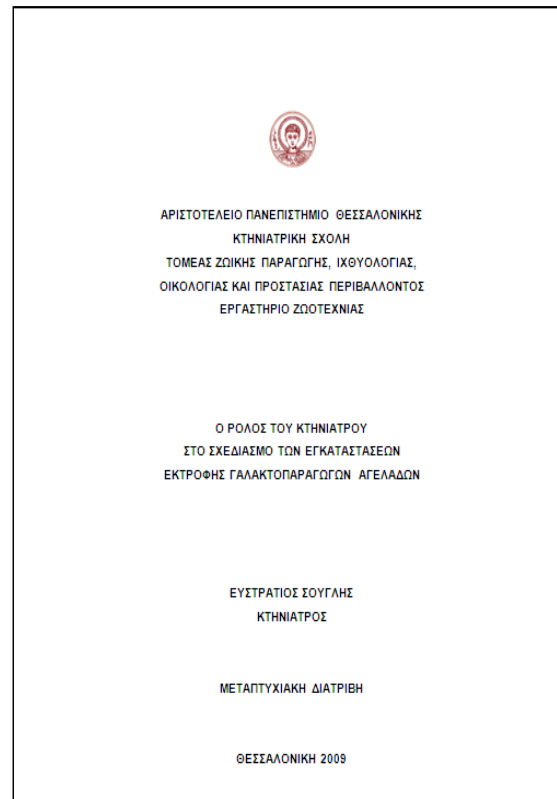 ΑΡΙΣΤΟΤΕΛΕΙΟ ΠΑΝΕΠΙΣΤΗΜΙΟ ΘΕΣΣΑΛΟΝΙΚΗΣ
ΚΤΗΝΙΑΤΡΙΚΗ ΣΧΟΛΗ
ΤΟΜΕΑΣ ΖΩΙΚΗΣ ΠΑΡΑΓΩΓΗΣ, ΙΧΘΥΟΛΟΓΙΑΣ,
ΟΙΚΟΛΟΓΙΑΣ ΚΑΙ ΠΡΟΣΤΑΣΙΑΣ ΠΕΡΙΒΑΛΛΟΝΤΟΣ
ΕΡΓΑΣΤΗΡΙΟ ΖΩΟΤΕΧΝΙΑΣ
Ο ΡΟΛΟΣ ΤΟΥ ΚΤΗΝΙΑΤΡΟΥ
ΣΤΟ ΣΧΕΔΙΑΣΜΟ ΤΩΝ ΕΓΚΑΤΑΣΤΑΣΕΩΝ
ΕΚΤΡΟΦΗΣ ΓΑΛΑΚΤΟΠΑΡΑΓΩΓΩΝ ΑΓΕΛΑΔΩΝ
ΕΥΣΤΡΑΤΙΟΣ ΣΟΥΓΛΗΣ
ΚΤΗΝΙΑΤΡΟΣ
ΜΕΤΑΠΤΥΧΙΑΚΗ ΔΙΑΤΡΙΒΗ
ΘΕΣΣΑΛΟΝΙΚΗ 2009